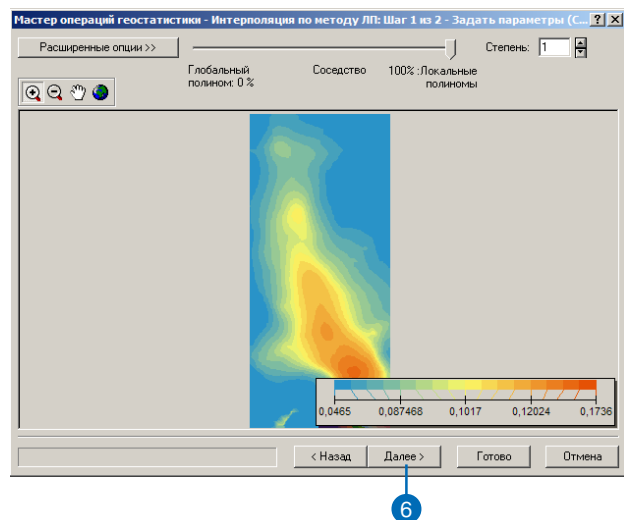 Мастер операций геостатистики - Интерполяция по методу ЛП: Шаг 1 из 2 - Задать параметры (С...
Расширенные опции >>
Степень: 1
Глобальный полином: 0 %
Соседство
100% :Локальные полиномы
0,0465 0,087468 0,1017 0,12024 0,1736
< Назад
Далее >
Готово
Отмена
6